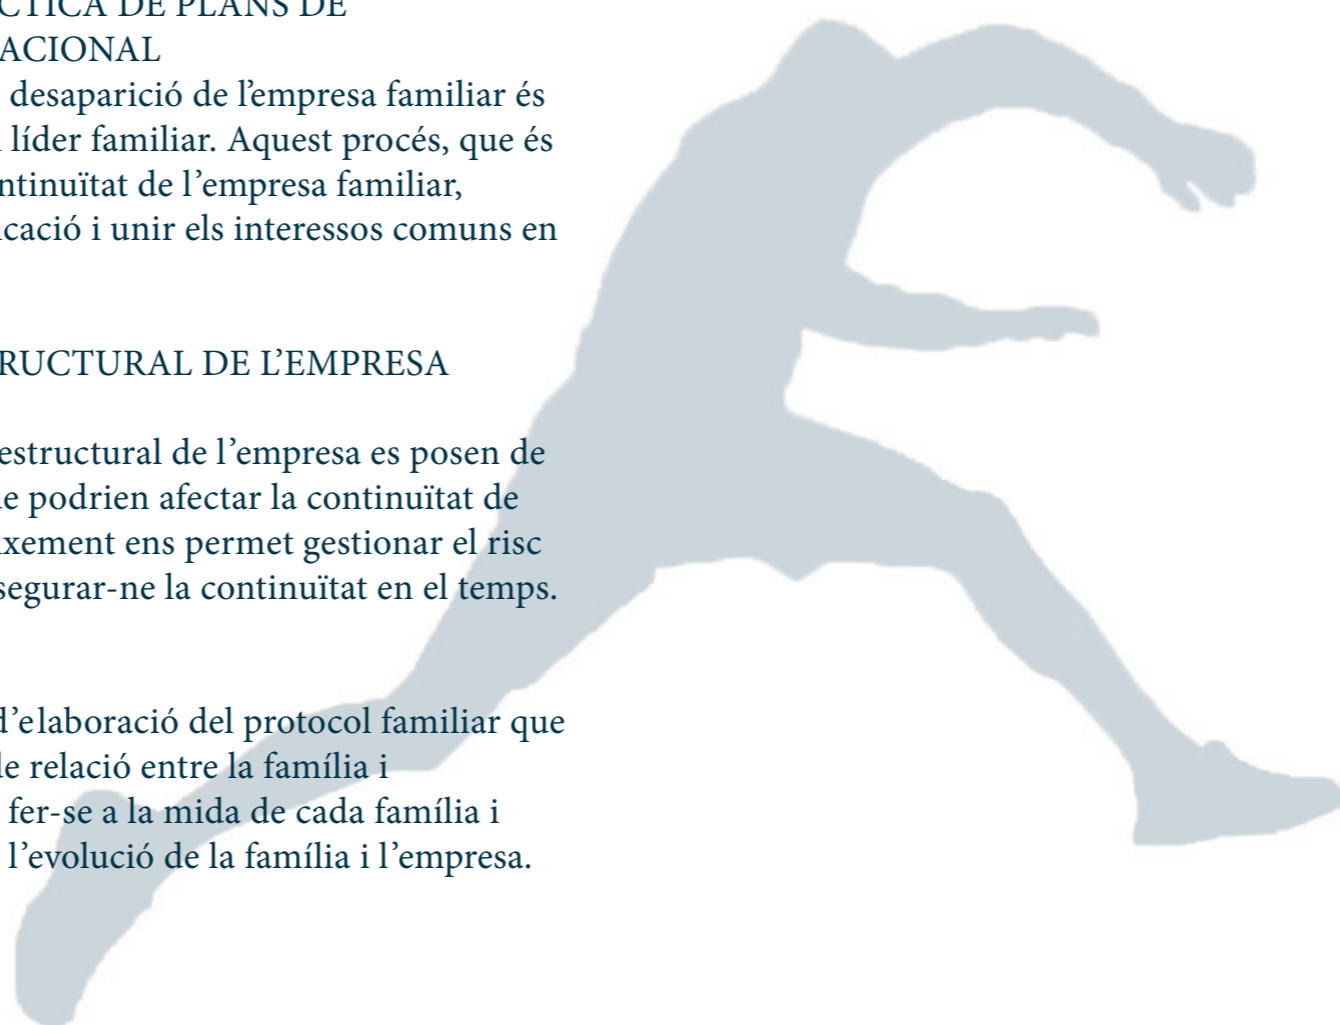 CTICA DE PLANS DE
ACIONAL
desaparició de l'empresa familiar és
líder familiar. Aquest procés, que és
ntinuïtat de l'empresa familiar,
cació i unir els interessos comuns en
RUCTURAL DE L'EMPRESA
estructural de l'empresa es posen de
e podrien afectar la continuïtat de
ixement ens permet gestionar el risc
segurar-ne la continuïtat en el temps.
d'elaboració del protocol familiar que
de relació entre la família i
fer-se a la mida de cada família i
l'evolució de la família i l'empresa.